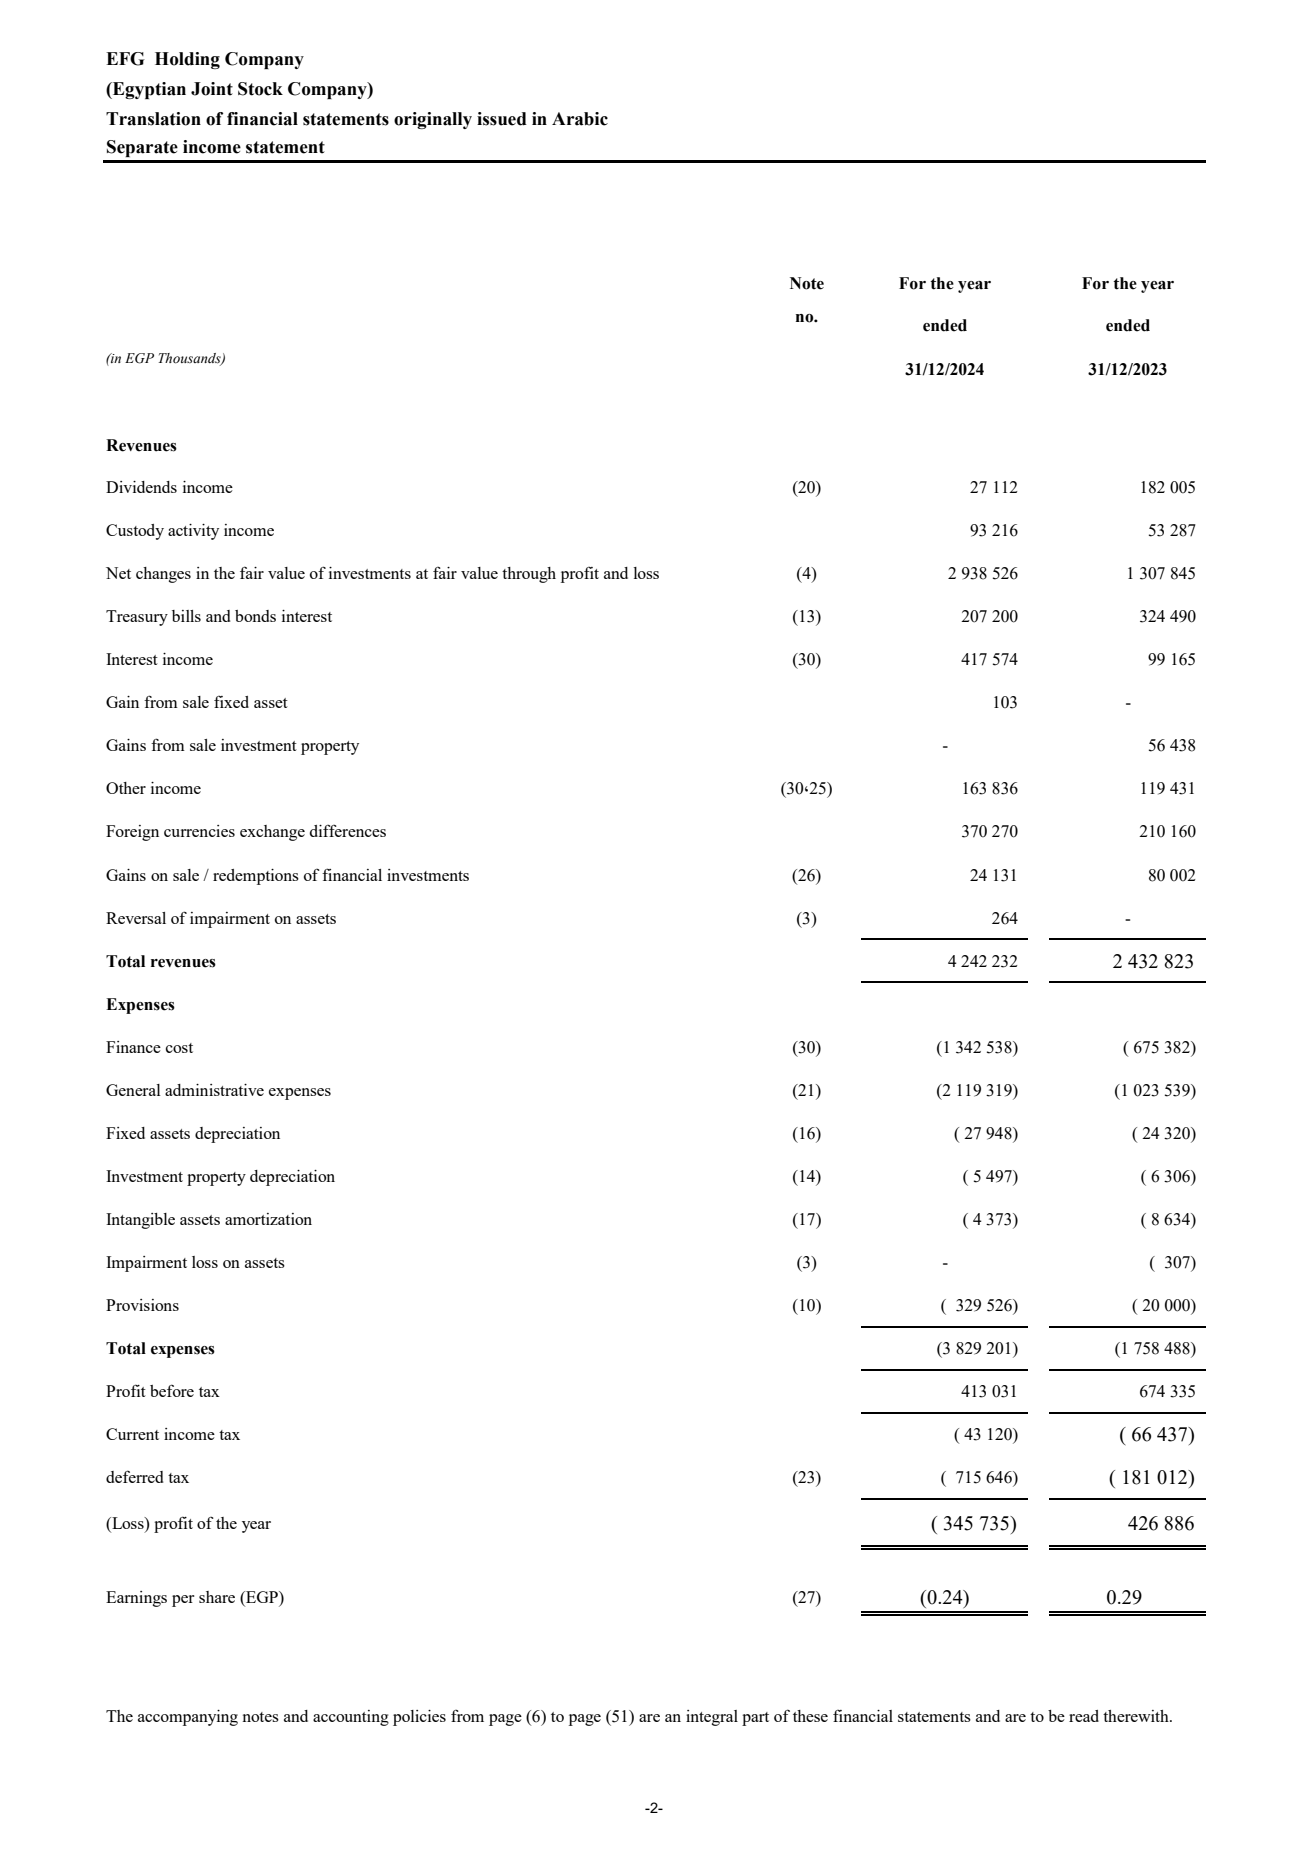 EFG Holding Company
(Egyptian Joint Stock Company)
Translation of financial statements originally issued in Arabic
Separate income statement
Note no. For the year ended 31/12/2024 For the year ended 31/12/2023
(in EGP Thousands)
Revenues
Dividends income (20) 27 112 182 005
Custody activity income 93 216 53 287
Net changes in the fair value of investments at fair value through profit and loss (4) 2 938 526 1 307 845
Treasury bills and bonds interest (13) 207 200 324 490
Interest income (30) 417 574 99 165
Gain from sale fixed asset 103 -
Gains from sale investment property - 56 438
Other income (30،25) 163 836 119 431
Foreign currencies exchange differences 370 270 210 160
Gains on sale / redemptions of financial investments (26) 24 131 80 002
Reversal of impairment on assets (3) 264 -
Total revenues 4 242 232 2 432 823
Expenses
Finance cost (30) (1 342 538) ( 675 382)
General administrative expenses (21) (2 119 319) (1 023 539)
Fixed assets depreciation (16) ( 27 948) ( 24 320)
Investment property depreciation (14) ( 5 497) ( 6 306)
Intangible assets amortization (17) ( 4 373) ( 8 634)
Impairment loss on assets (3) - ( 307)
Provisions (10) ( 329 526) ( 20 000)
Total expenses (3 829 201) (1 758 488)
Profit before tax 413 031 674 335
Current income tax ( 43 120) ( 66 437)
deferred tax (23) ( 715 646) ( 181 012)
(Loss) profit of the year ( 345 735) 426 886
Earnings per share (EGP) (27) (0.24) 0.29
The accompanying notes and accounting policies from page (6) to page (51) are an integral part of these financial statements and are to be read therewith.
-2-